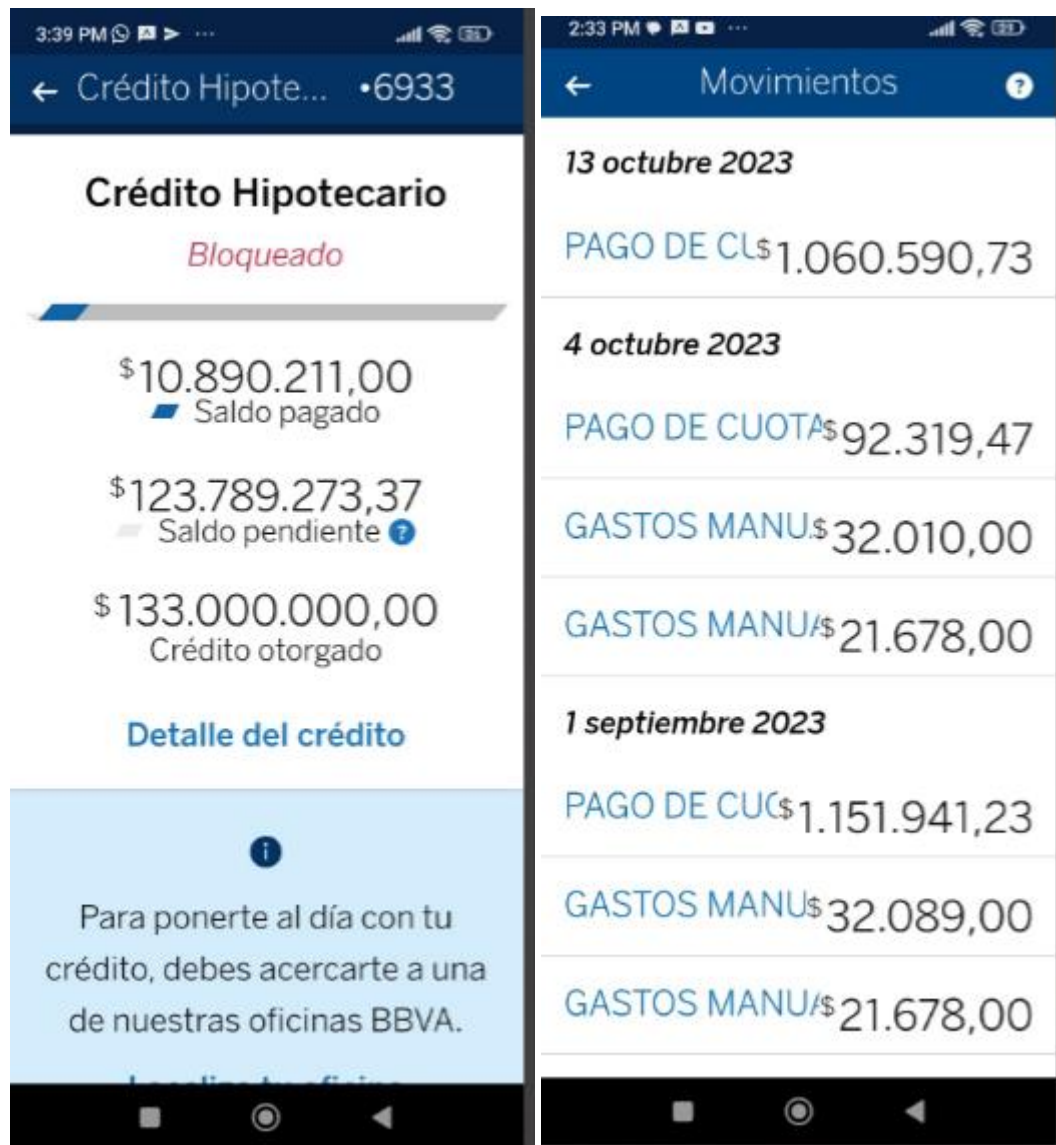 3:39 PM
← Crédito Hipote... •6933
Crédito Hipotecario
Bloqueado
$10.890.211,00
Saldo pagado
$123.789.273,37
Saldo pendiente ?
$133.000.000,00
Crédito otorgado
Detalle del crédito
i
Para ponerte al día con tu
crédito, debes acercarte a una
de nuestras oficinas BBVA.
2:33 PM
← Movimientos ?
13 octubre 2023
PAGO DE CU $1.060.590,73
4 octubre 2023
PAGO DE CUOTA $92.319,47
GASTOS MANU. $32.010,00
GASTOS MANUA $21.678,00
1 septiembre 2023
PAGO DE CUO $1.151.941,23
GASTOS MANU $32.089,00
GASTOS MANUA $21.678,00